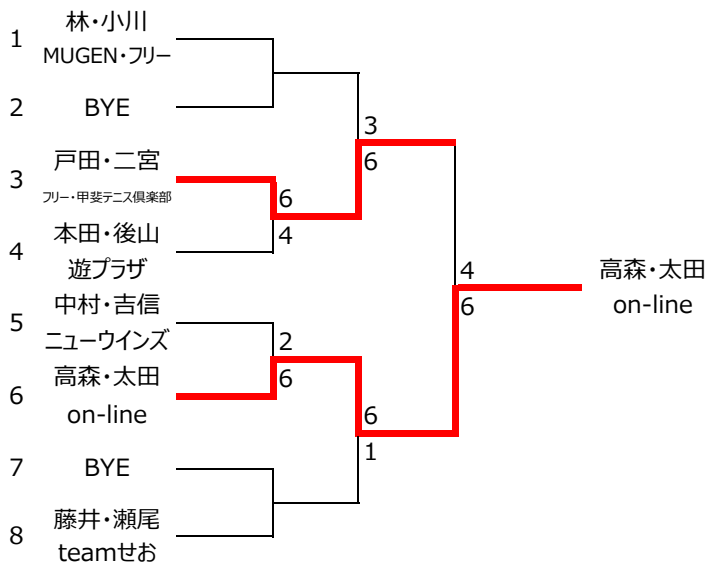 1
林・小川
MUGEN・フリー
2
BYE
3
6
戸田・二宮
3
フリー・甲斐テニス倶楽部
6
4
本田・後山
4
遊プラザ
4
6
高森・太田
on-line
中村・吉信
5
ニューウインズ
2
6
高森・太田
6
on-line
6
1
7
BYE
藤井・瀬尾
8
teamせお